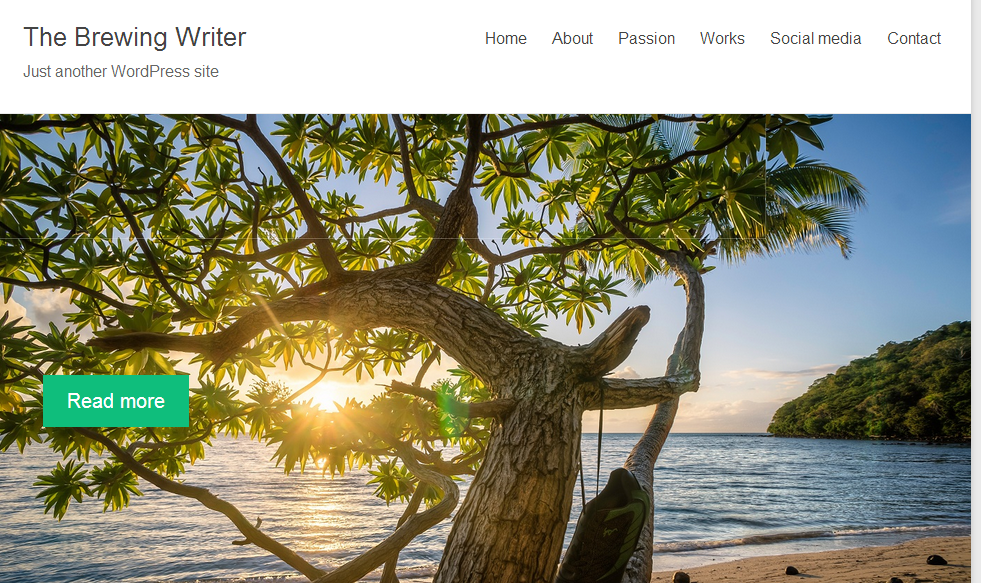 The Brewing Writer
Home About Passion Works Social media Contact
Just another WordPress site
Read more